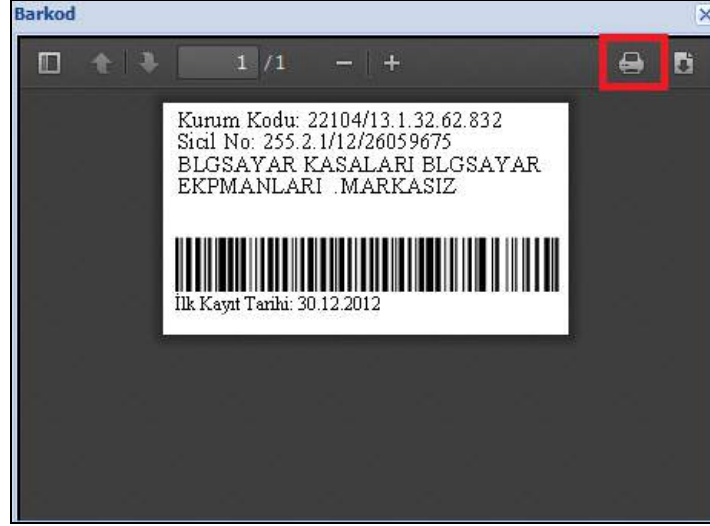 Barkod
1 /1
Kurum Kodu: 22104/13.1.32.62.832
Sicil No: 255.2.1/12/26059675
BLGSAYAR KASALARI BLGSAYAR
EKPMANLARI .MARKASIZ
İlk Kayıt Tarihi: 30.12.2012